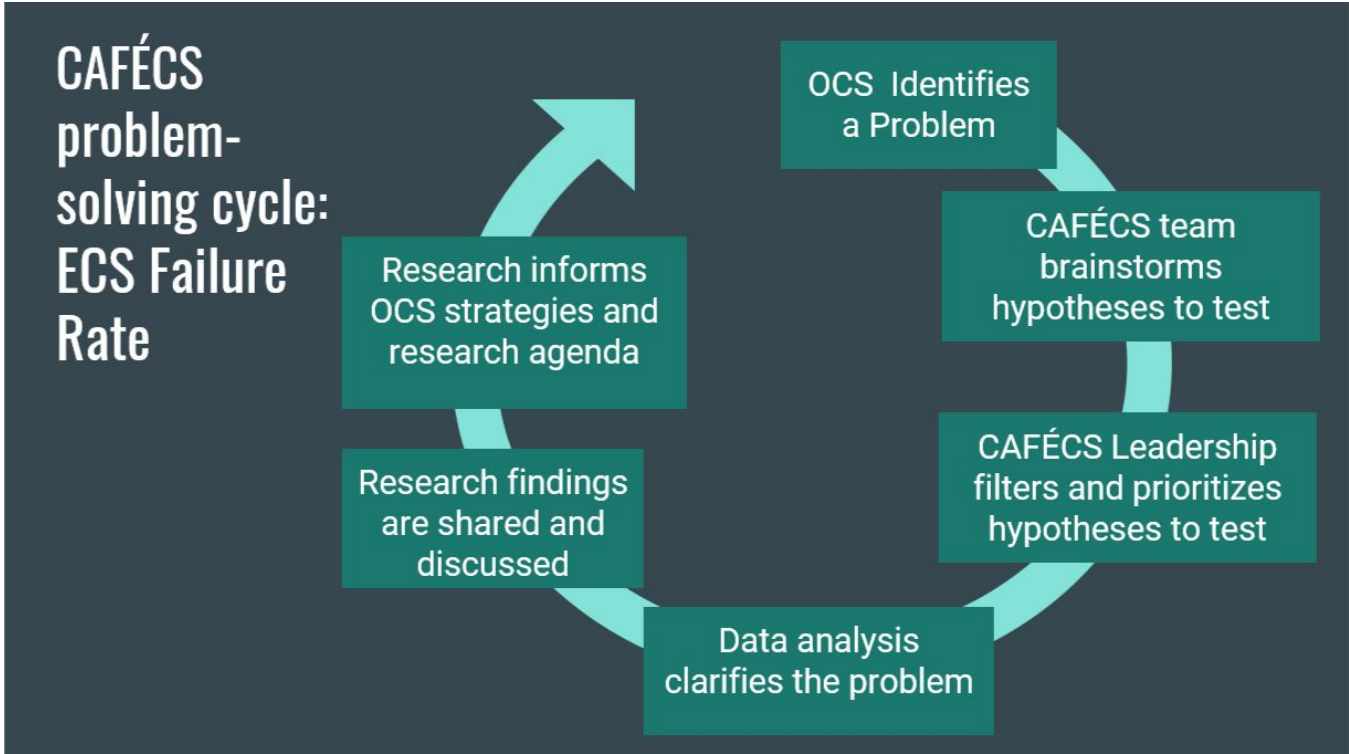 CAFÉCS
problem-
solving cycle:
ECS Failure
Rate
OCS Identifies
a Problem
CAFÉCS team
brainstorms
hypotheses to test
CAFÉCS Leadership
filters and prioritizes
hypotheses to test
Data analysis
clarifies the problem
Research findings
are shared and
discussed
Research informs
OCS strategies and
research agenda